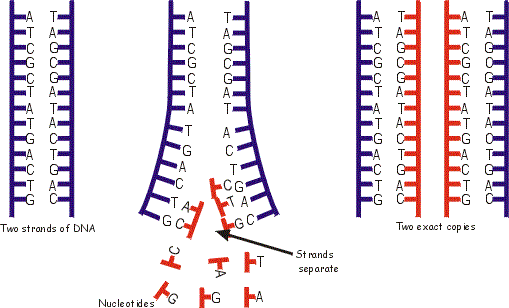 A T A T A T A T
T A T A T A T A
C G C G C G C G
G C G C G C G C
C G C G C G C G
T A T A T A T A
A T A T A T A T
T A T A T A T A
G C G C G C G C
A T A T A T A T
C G C C G C G C G
T A T A T A T A T A
G C G C G C G C G C
Two strands of DNA
Two exact copies
Strands
separate
C A T
G G A
Nucleotides